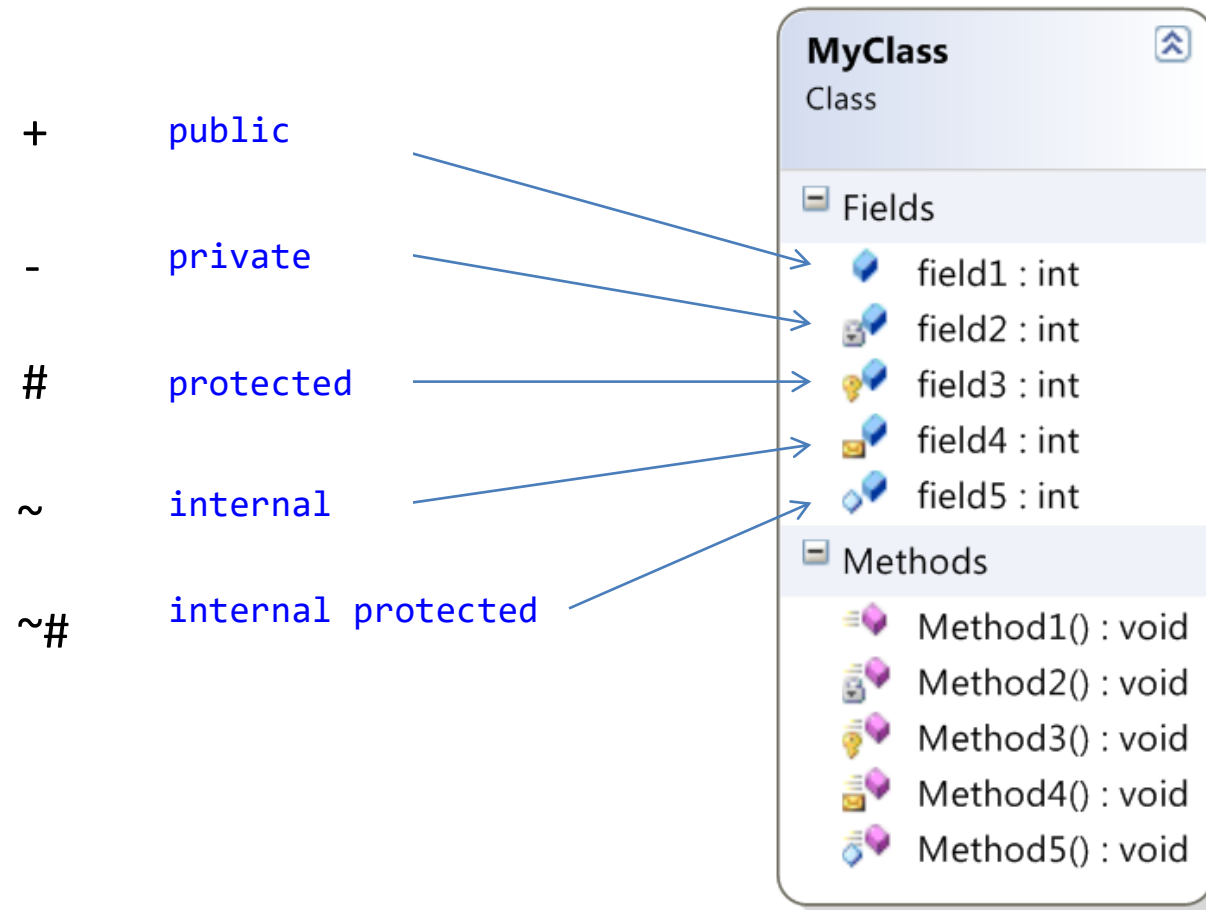 + public
- private
# protected
~ internal
~# internal protected
MyClass
Class
Fields
field1 : int
field2 : int
field3 : int
field4 : int
field5 : int
Methods
Method1() : void
Method2() : void
Method3() : void
Method4() : void
Method5() : void